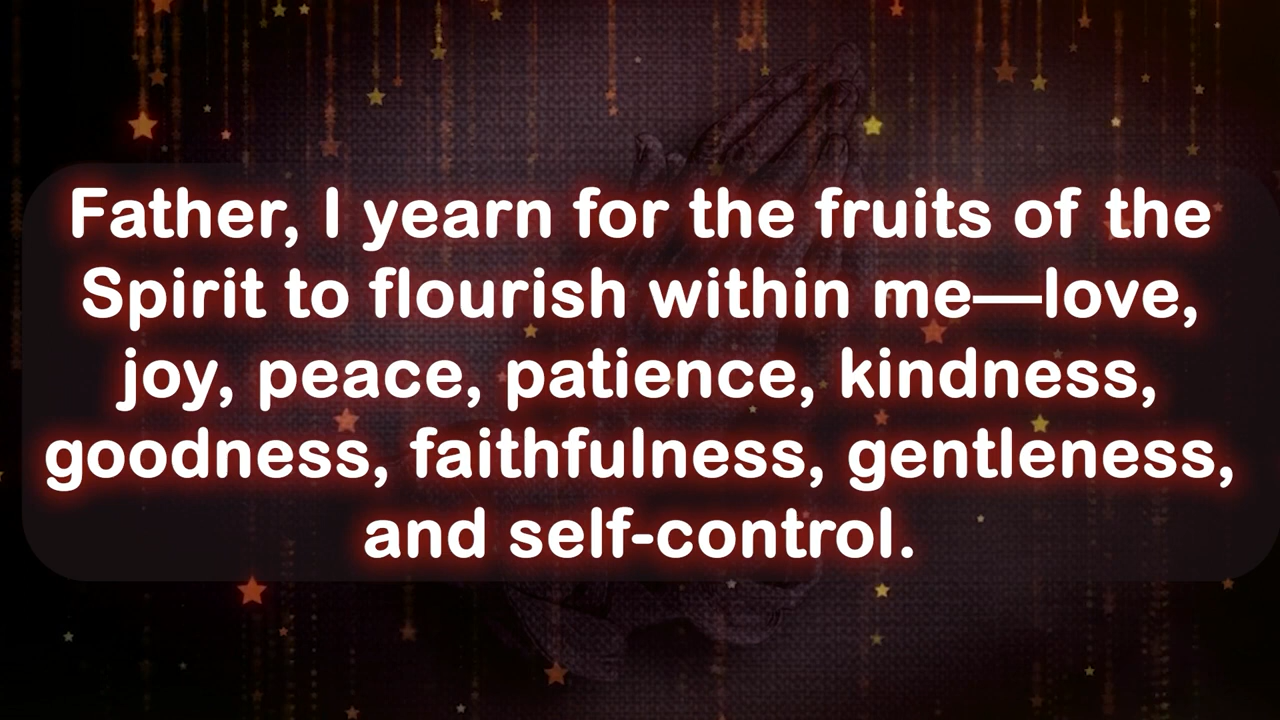 Father, I yearn for the fruits of the
Spirit to flourish within me—love,
joy, peace, patience, kindness,
goodness, faithfulness, gentleness,
and self-control.